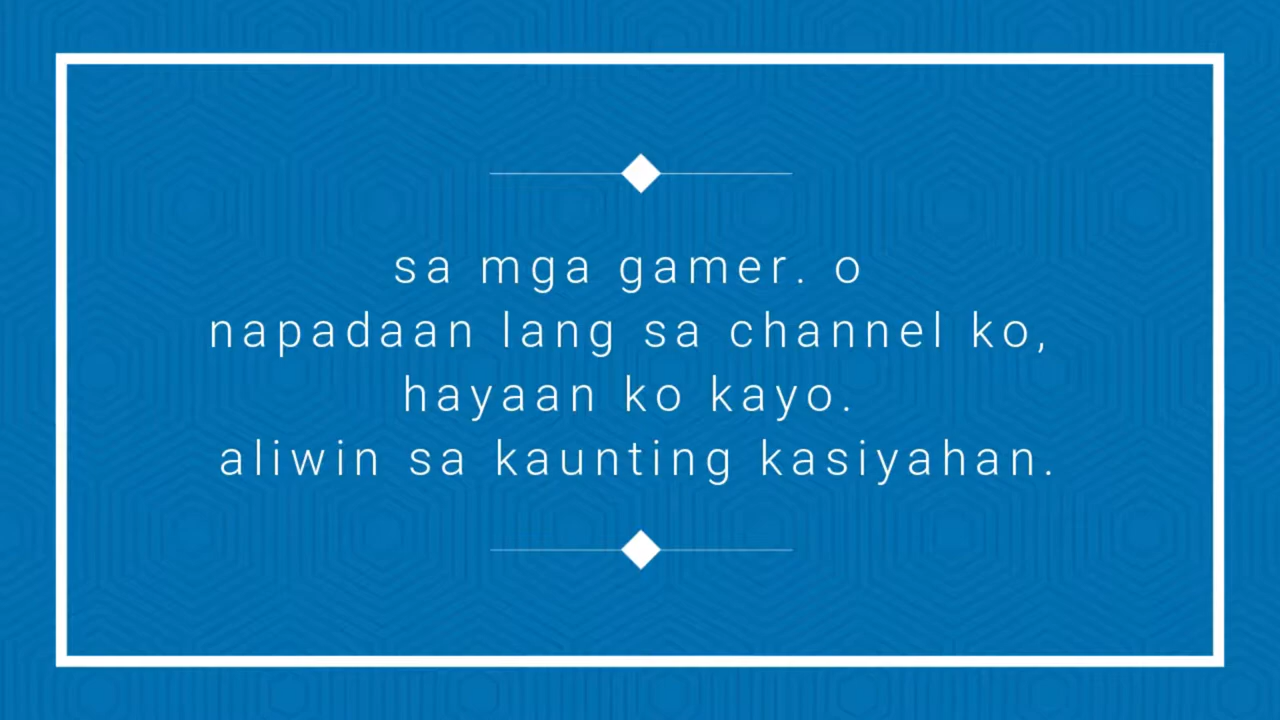 sa mga gamer. o
napadaan lang sa channel ko,
hayaan ko kayo.
aliwin sa kaunting kasiyahan.